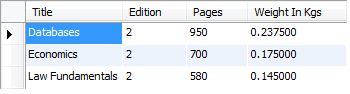 Title Edition Pages Weight In Kgs
Databases 2 950 0.237500
Economics 2 700 0.175000
Law Fundamentals 2 580 0.145000